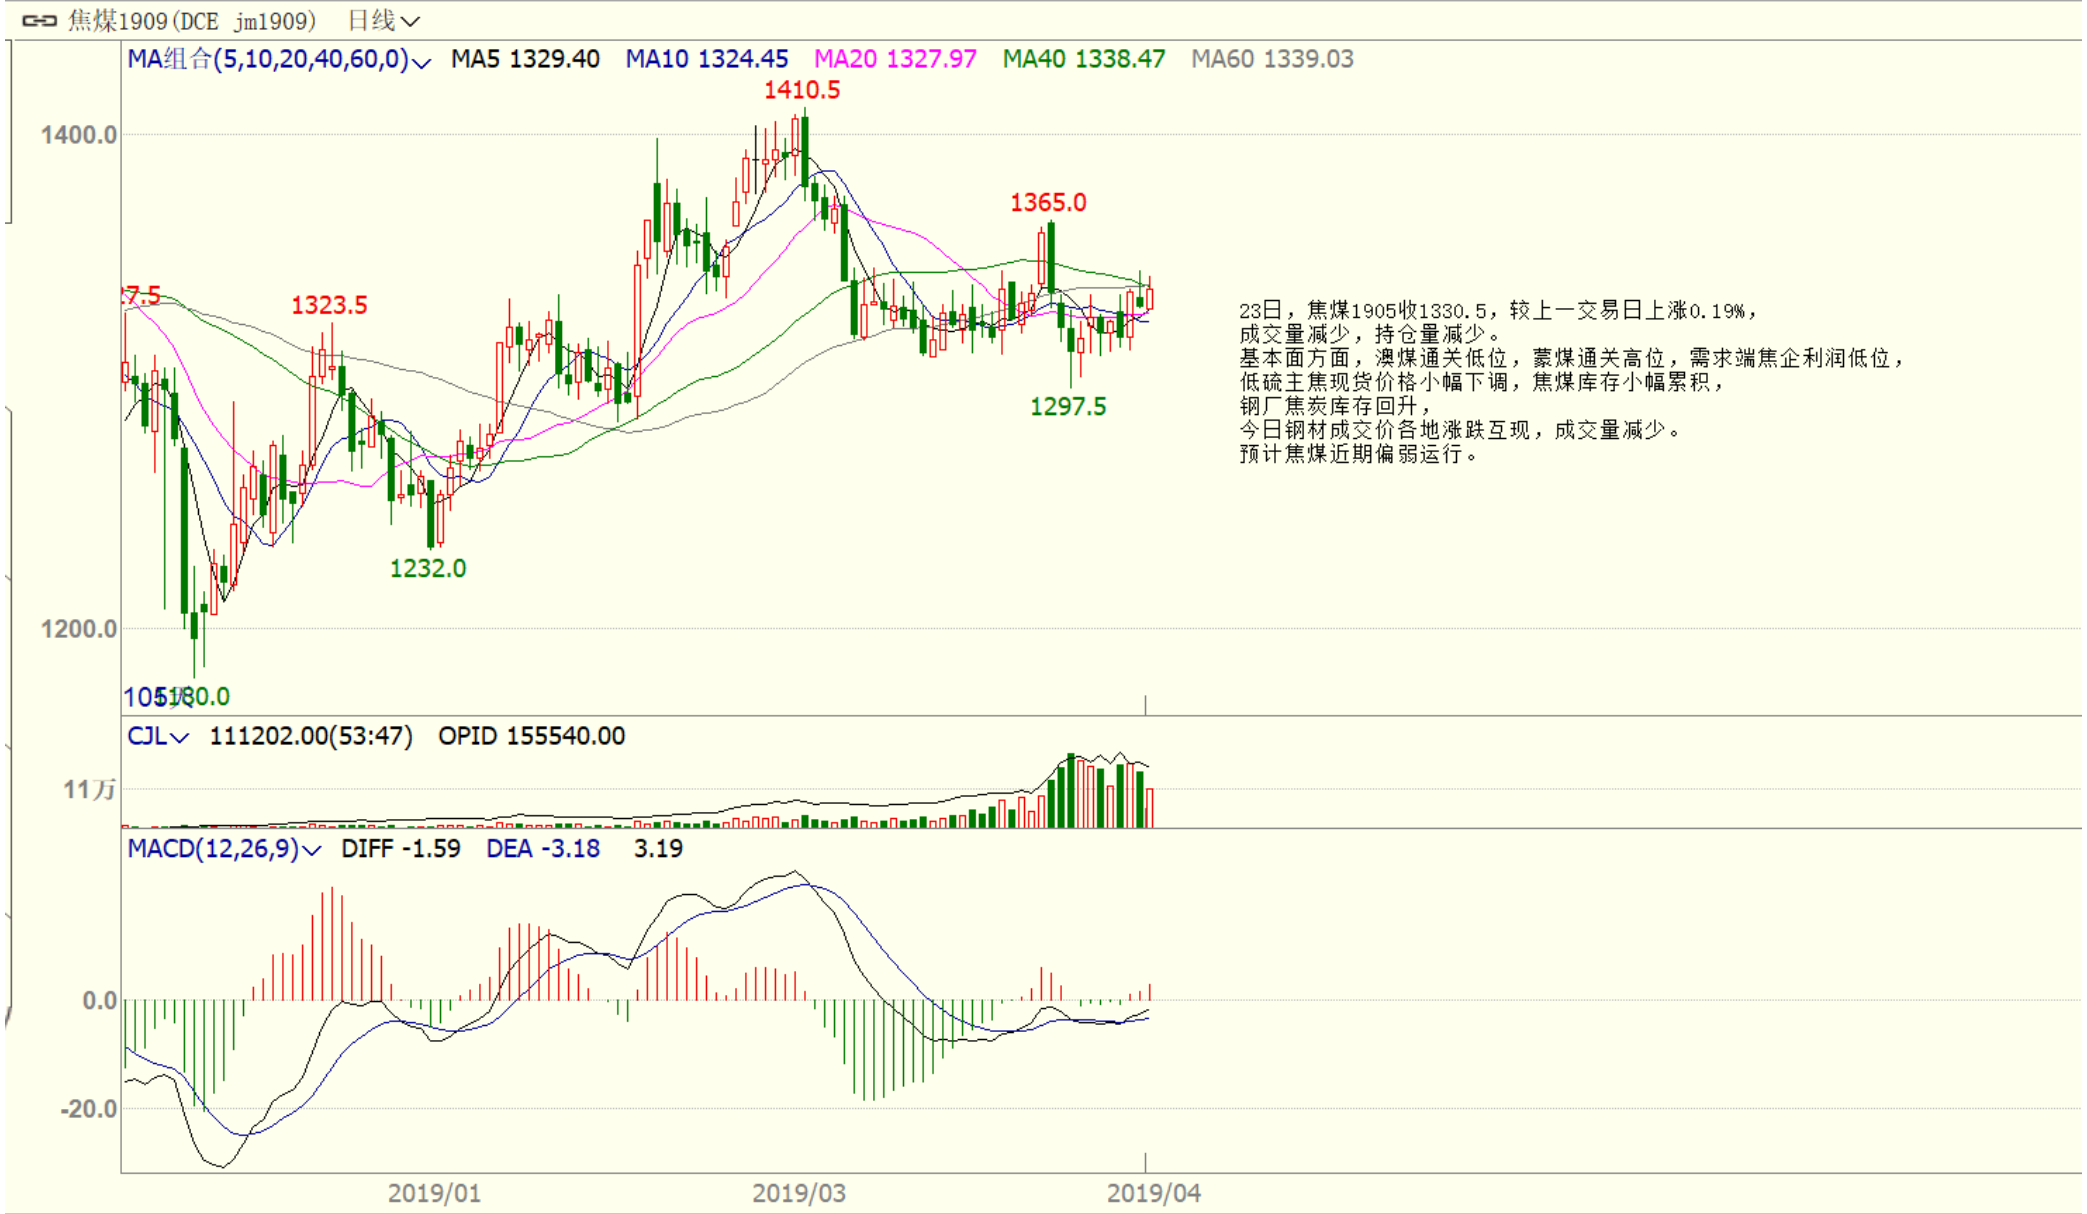 焦煤1909(DCE jm1909) 日线
MA组合(5,10,20,40,60,0) MA5 1329.40 MA10 1324.45 MA20 1327.97 MA40 1338.47 MA60 1339.03
1410.5
1400.0
1365.0
27.5
1323.5
23日，焦煤1905收1330.5，较上一交易日上涨0.19%，
成交量减少，持仓量减少。
基本面方面，澳煤通关低位，蒙煤通关高位，需求端焦企利润低位，
低硫主焦现货价格小幅下调，焦煤库存小幅累积，
钢厂焦炭库存回升，
今日钢材成交价各地涨跌互现，成交量减少。
预计焦煤近期偏弱运行。
1297.5
1232.0
1200.0
1180.0
CJL 111202.00(53:47) OPID 155540.00
11万
MACD(12,26,9) DIFF -1.59 DEA -3.18 3.19
0.0
-20.0
2019/01 2019/03 2019/04